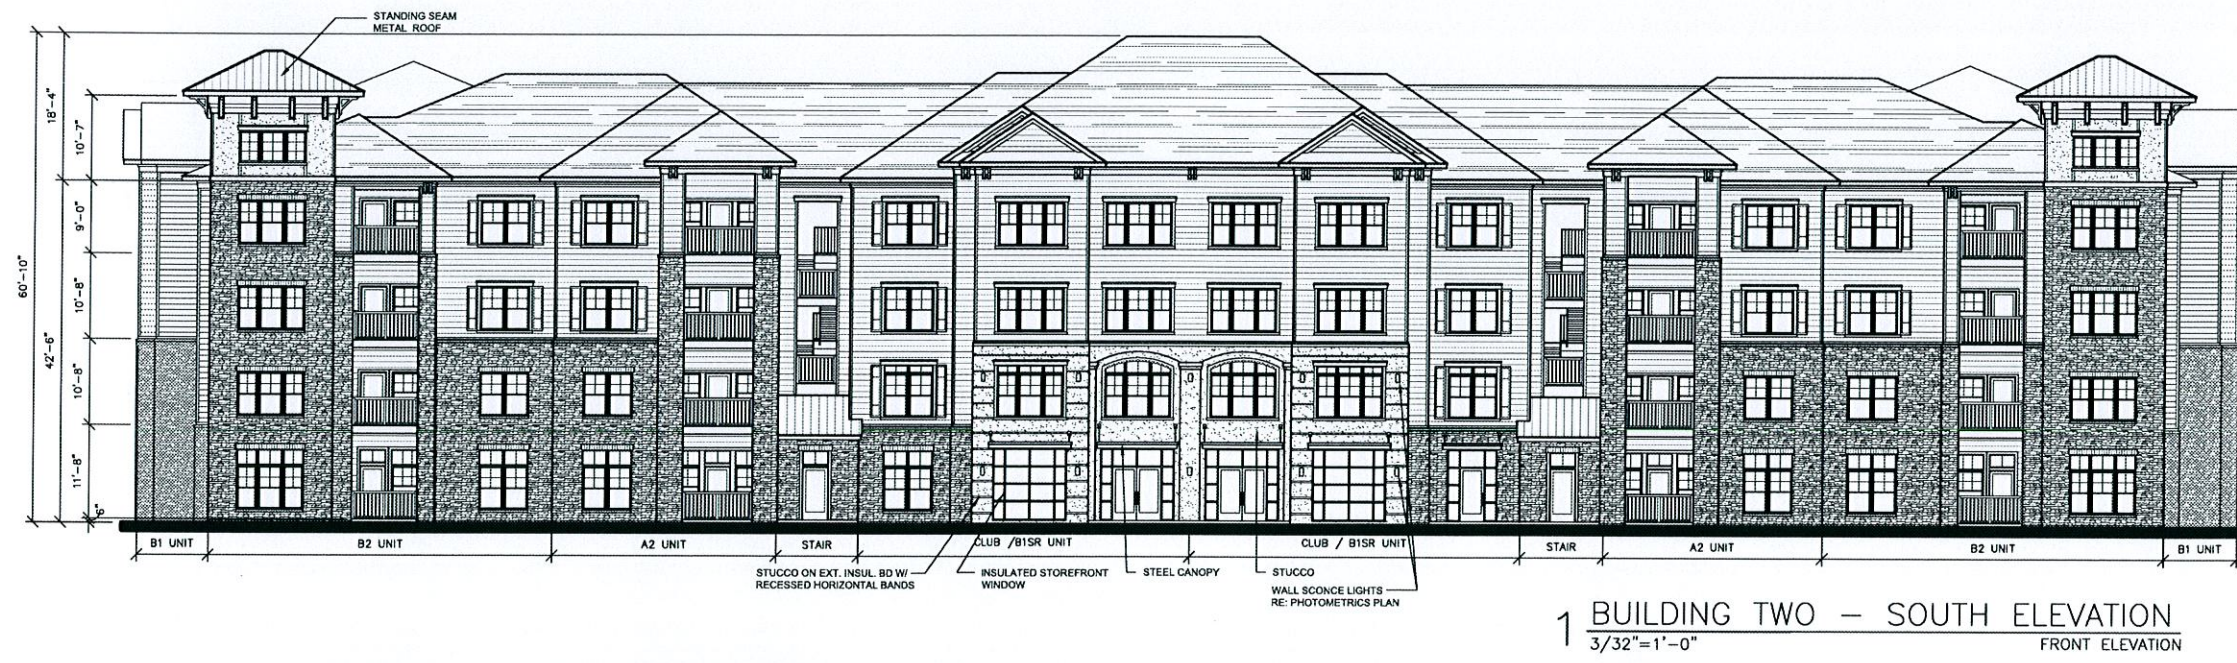 STANDING SEAM
METAL ROOF
60'-10"
18'-4"
42'-6"
10'-7"
9'-0"
10'-8"
10'-8"
11'-8"
6"
B1 UNIT
B2 UNIT
A2 UNIT
STAIR
CLUB /B1SR UNIT
CLUB / B1SR UNIT
STAIR
A2 UNIT
B2 UNIT
B1 UNIT
STUCCO ON EXT. INSUL. BD W/
RECESSED HORIZONTAL BANDS
INSULATED STOREFRONT
WINDOW
STEEL CANOPY
STUCCO
WALL SCONCE LIGHTS
RE: PHOTOMETRICS PLAN
1 BUILDING TWO – SOUTH ELEVATION
3/32"=1'-0" FRONT ELEVATION